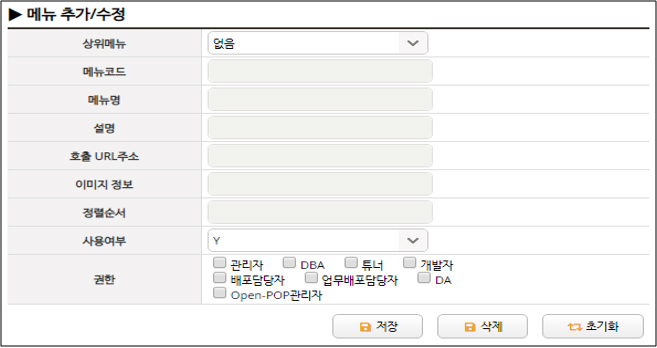 ▶ 메뉴 추가/수정
상위메뉴 없음
메뉴코드
메뉴명
설명
호출 URL주소
이미지 정보
정렬순서
사용여부 Y
관리자 DBA 튜너 개발자
권한 배포담당자 업무배포담당자 DA
Open-POP관리자
저장 삭제 초기화